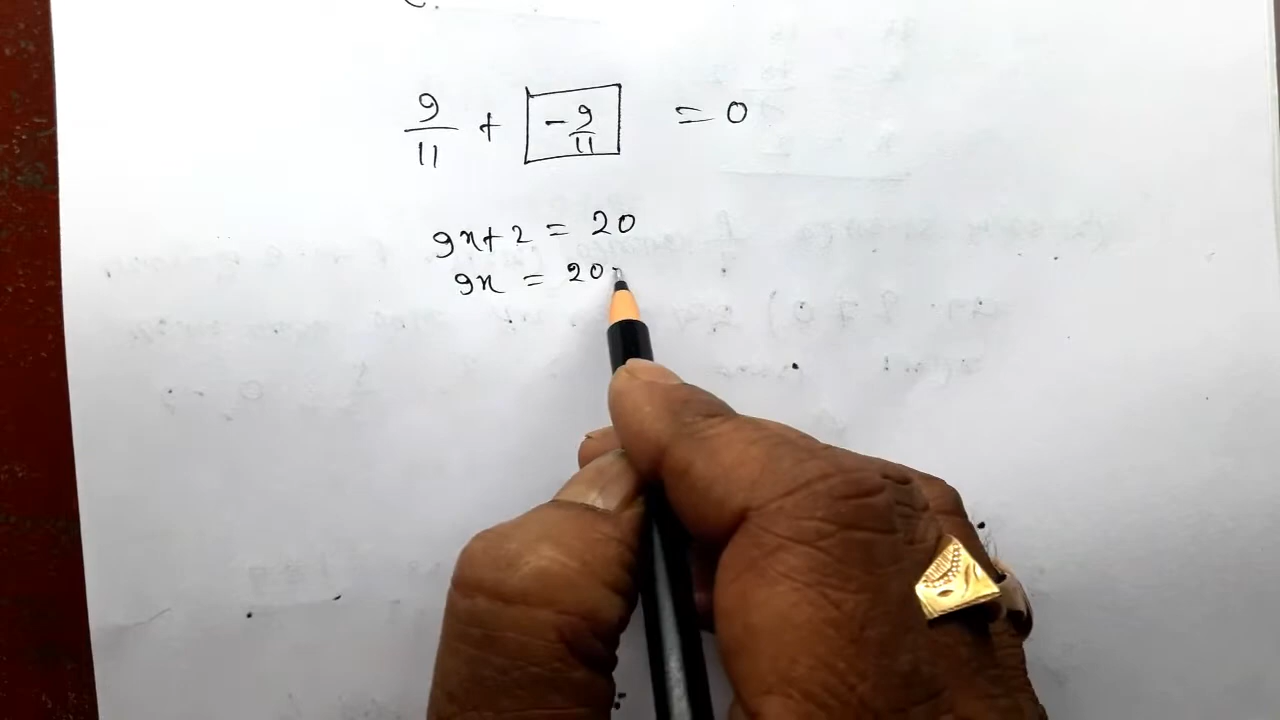 9/11 + -9/11 = 0
9x+2 = 20
9x = 20